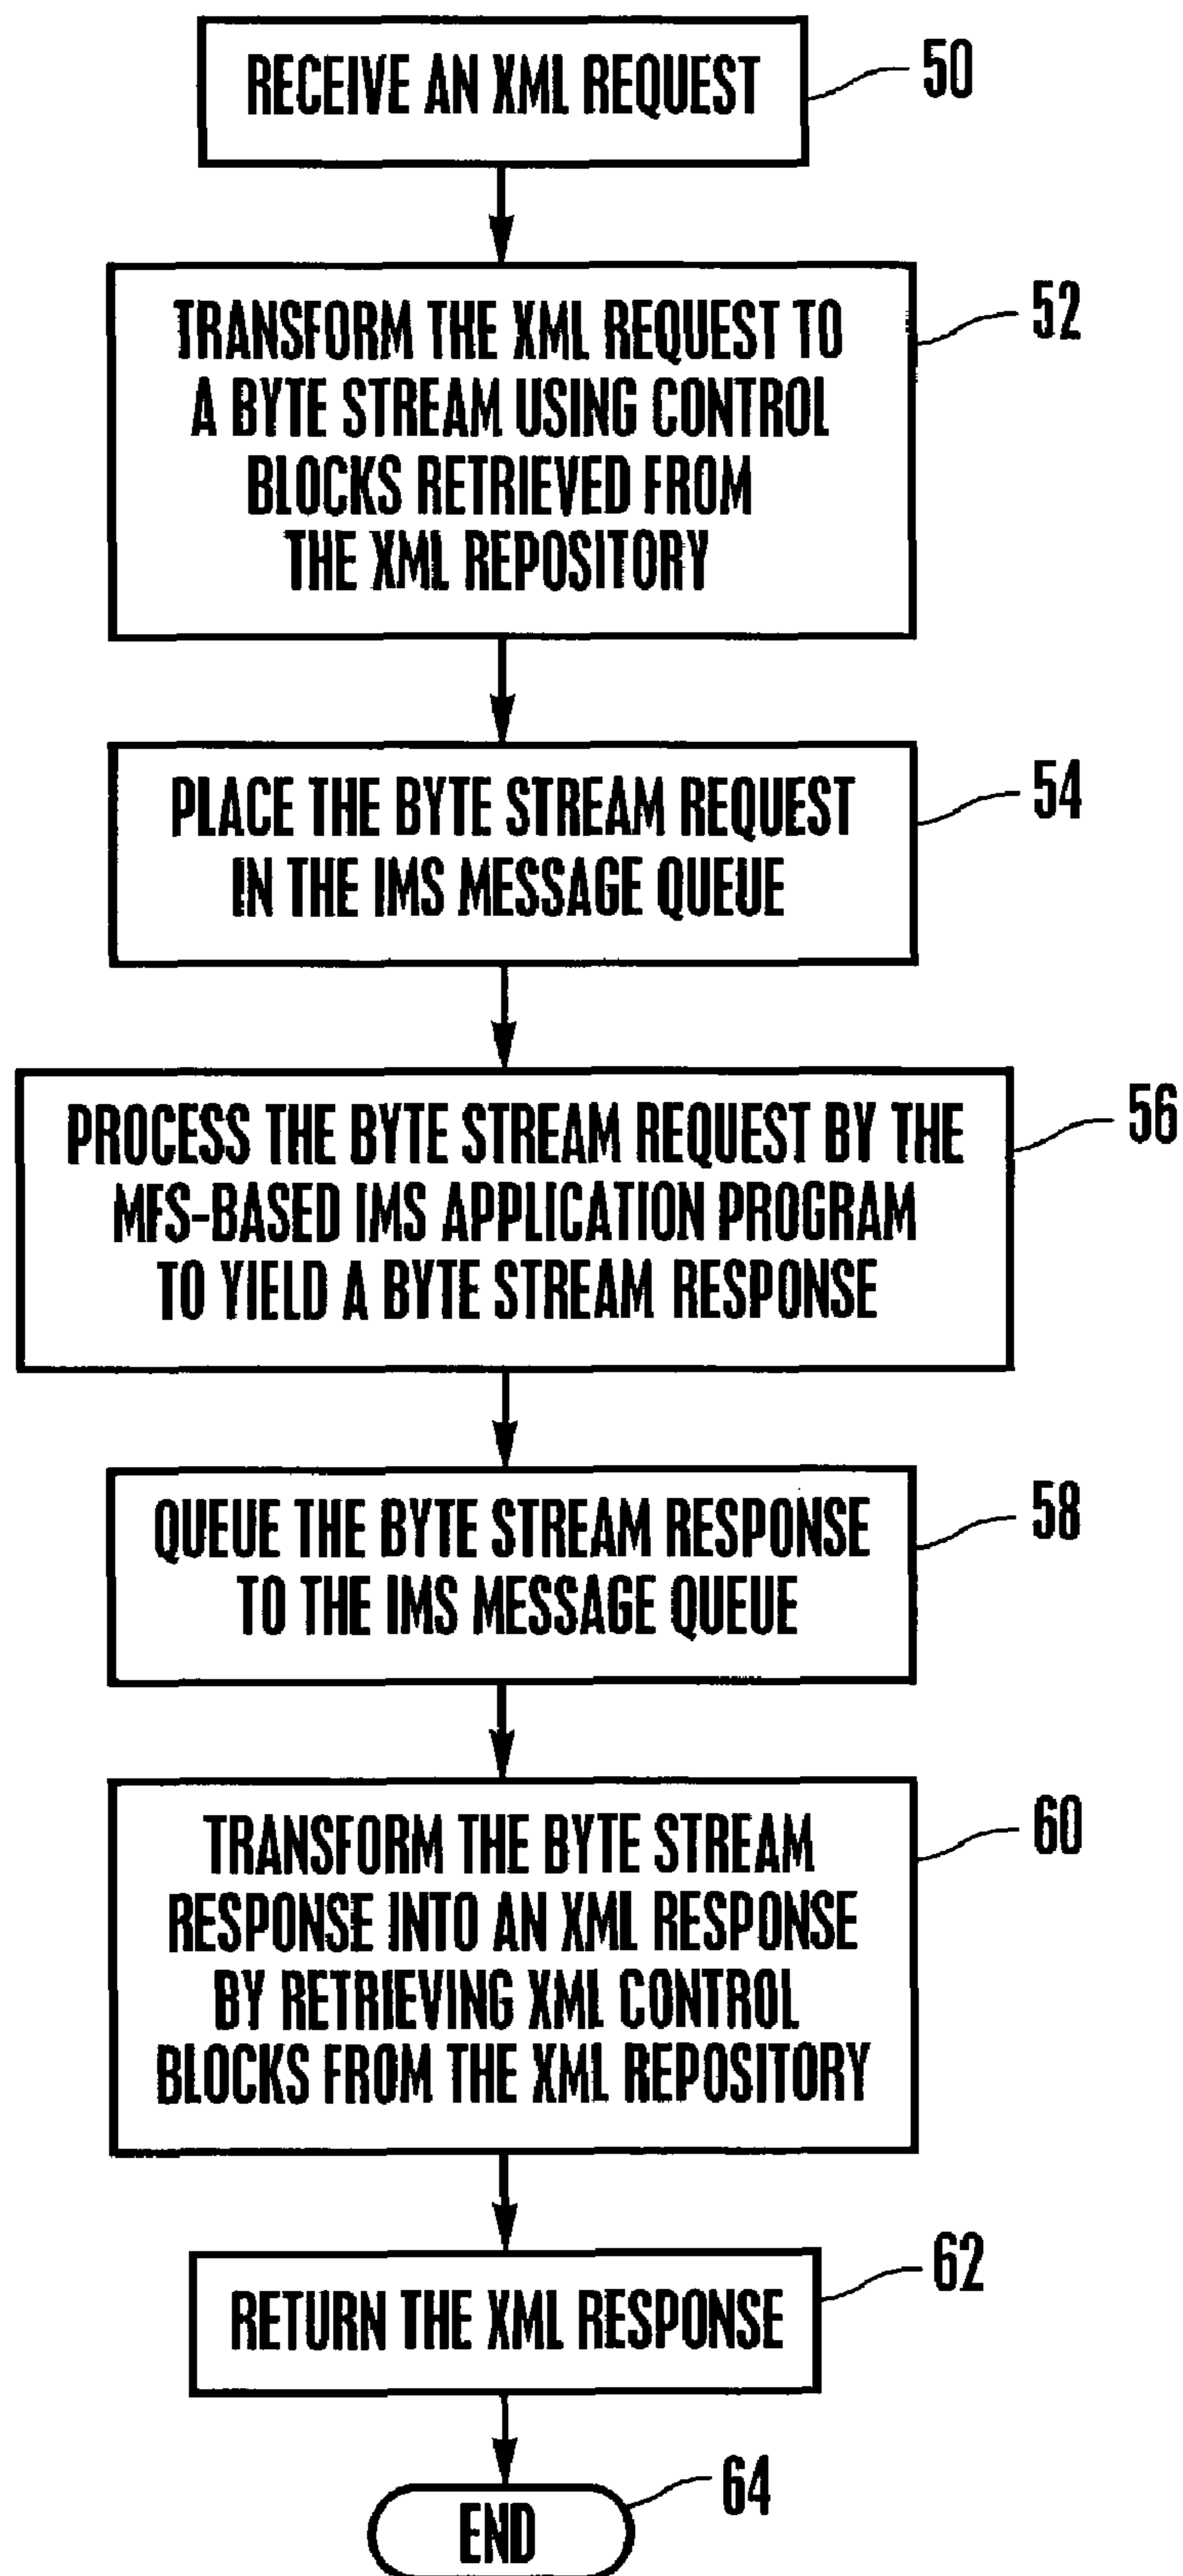 RECEIVE AN XML REQUEST
50
TRANSFORM THE XML REQUEST TO
A BYTE STREAM USING CONTROL
BLOCKS RETRIEVED FROM
THE XML REPOSITORY
52
PLACE THE BYTE STREAM REQUEST
IN THE IMS MESSAGE QUEUE
54
PROCESS THE BYTE STREAM REQUEST BY THE
MFS-BASED IMS APPLICATION PROGRAM
TO YIELD A BYTE STREAM RESPONSE
56
QUEUE THE BYTE STREAM RESPONSE
TO THE IMS MESSAGE QUEUE
58
TRANSFORM THE BYTE STREAM
RESPONSE INTO AN XML RESPONSE
BY RETRIEVING XML CONTROL
BLOCKS FROM THE XML REPOSITORY
60
RETURN THE XML RESPONSE
62
END
64